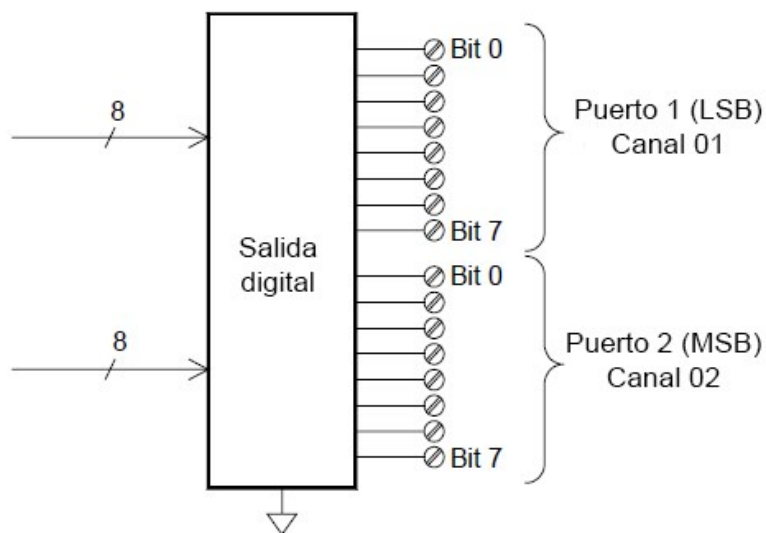 8
8
Salida
digital
Bit 0
Bit 7
Puerto 1 (LSB)
Canal 01
Bit 0
Bit 7
Puerto 2 (MSB)
Canal 02